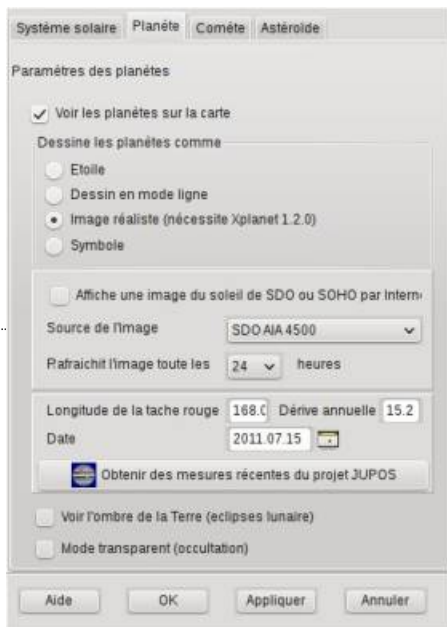 Système solaire Planéte Cométe Astéroïde
Paramètres des planètes
Voir les planètes sur la carte
Dessine les planètes comme
Etoile
Dessin en mode ligne
Image réaliste (nécessite Xplanet 1.2.0)
Symbole
Affiche une image du soleil de SDO ou SOHO par Intern
Source de l'image SDO AIA 4500
Rafraichit l'image toute les 24 heures
Longitude de la tache rouge 168.0 Dérive annuelle 15.2
Date 2011.07.15
Obtenir des mesures récentes du projet JUPOS
Voir l'ombre de la Terre (eclipses lunaire)
Mode transparent (occultation)
Aide OK Appliquer Annuler